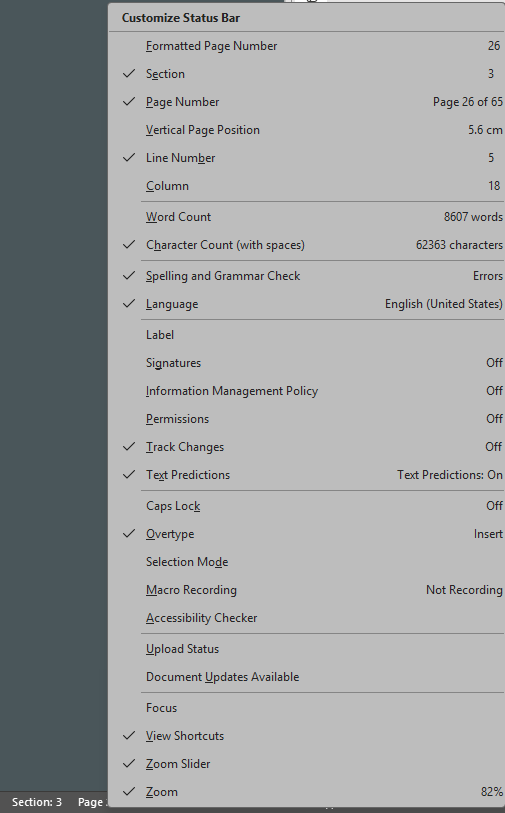 Customize Status Bar
Formatted Page Number 26
Section 3
Page Number Page 26 of 65
Vertical Page Position 5.6 cm
Line Number 5
Column 18
Word Count 8607 words
Character Count (with spaces) 62363 characters
Spelling and Grammar Check Errors
Language English (United States)
Label
Signatures Off
Information Management Policy Off
Permissions Off
Track Changes Off
Text Predictions Text Predictions: On
Caps Lock Off
Overtype Insert
Selection Mode
Macro Recording Not Recording
Accessibility Checker
Upload Status
Document Updates Available
Focus
View Shortcuts
Zoom Slider
Zoom 82%
Section: 3 Page